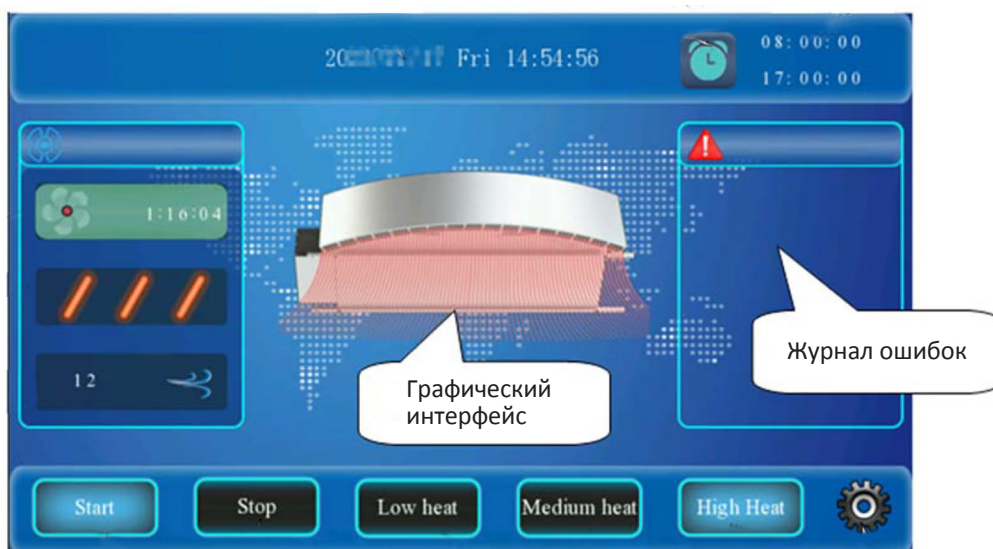 Fri 14:54:56
08:00:00
17:00:00
1:16:04
12
Журнал ошибок
Графический
интерфейс
Start
Stop
Low heat
Medium heat
High Heat